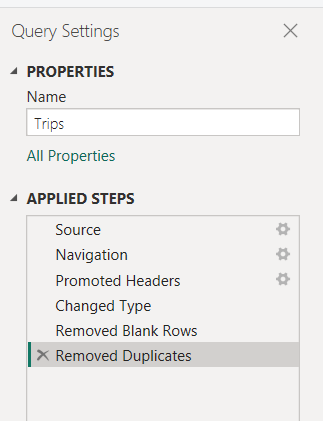 Query Settings
PROPERTIES
Name
Trips
All Properties
APPLIED STEPS
Source
Navigation
Promoted Headers
Changed Type
Removed Blank Rows
Removed Duplicates